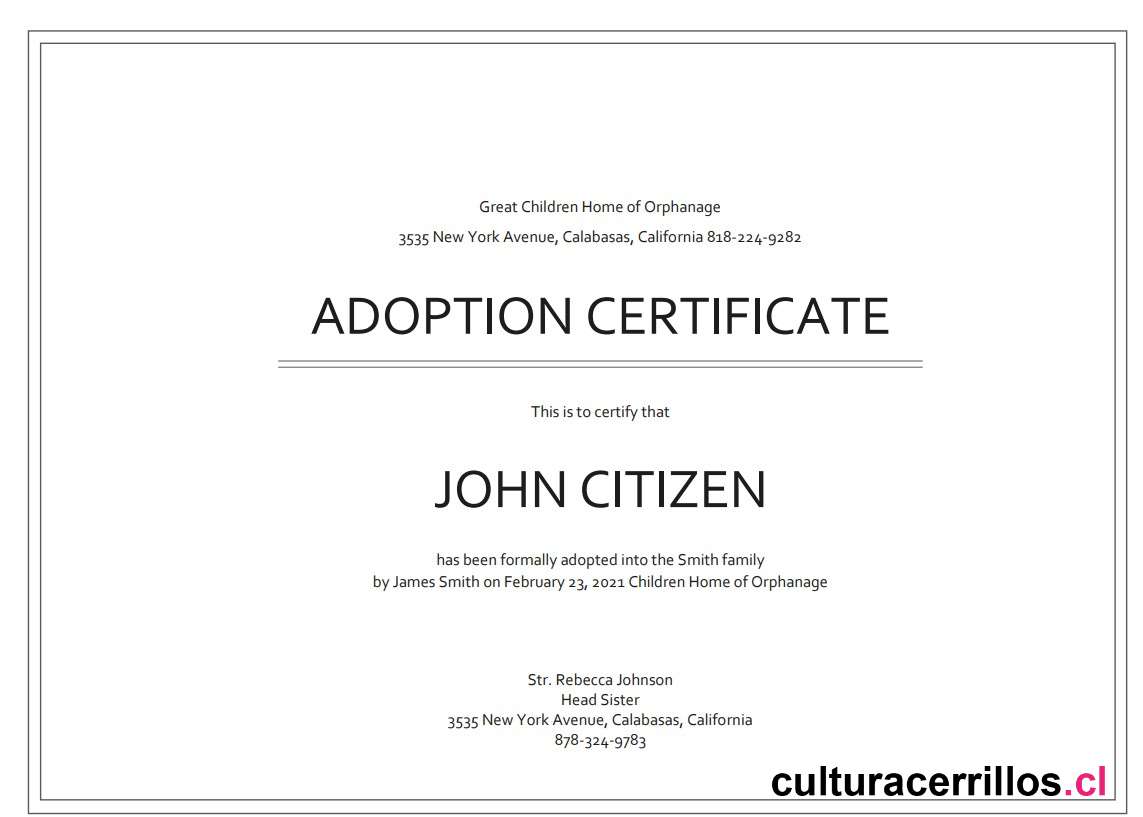 Great Children Home of Orphanage
3535 New York Avenue, Calabasas, California 818-224-9282
ADOPTION CERTIFICATE
This is to certify that
JOHN CITIZEN
has been formally adopted into the Smith family
by James Smith on February 23, 2021 Children Home of Orphanage
Str. Rebecca Johnson
Head Sister
3535 New York Avenue, Calabasas, California
878-324-9783
culturacerrillos.cl